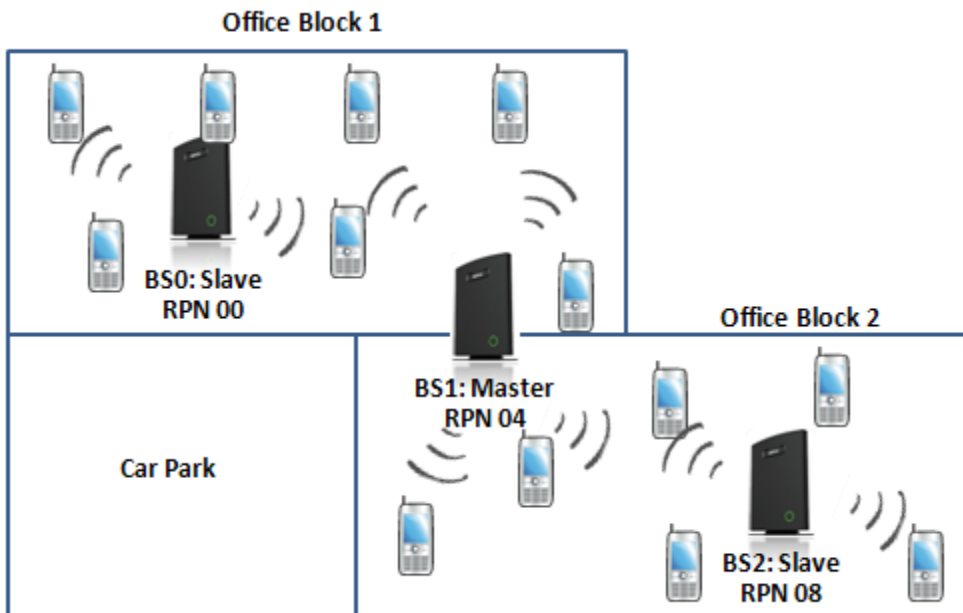 Office Block 1
BS0: Slave
RPN 00
Office Block 2
BS1: Master
RPN 04
Car Park
BS2: Slave
RPN 08